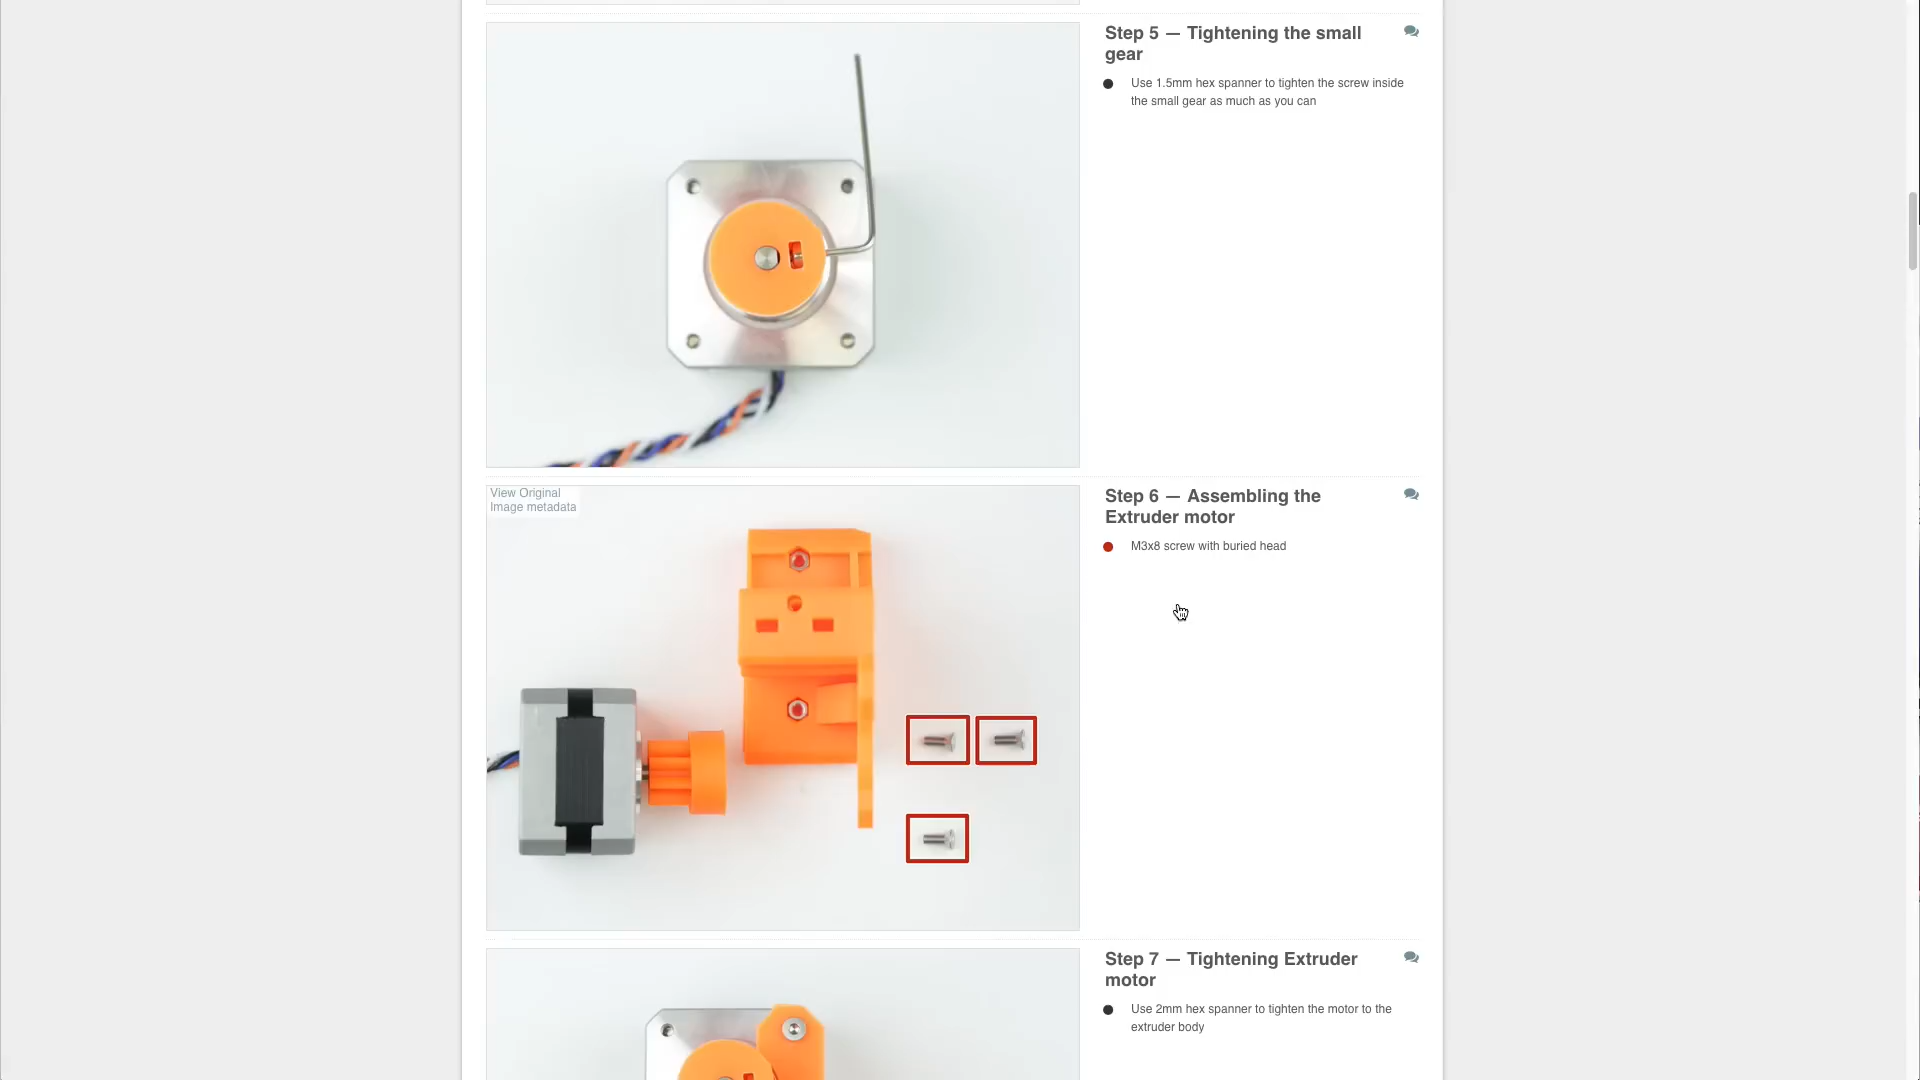 Step 5 — Tightening the small
gear
Use 1.5mm hex spanner to tighten the screw inside
the small gear as much as you can
View Original
Image metadata
Step 6 — Assembling the
Extruder motor
M3x8 screw with buried head
Step 7 — Tightening Extruder
motor
Use 2mm hex spanner to tighten the motor to the
extruder body